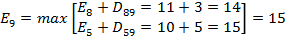 E₉ = max [E₈ + D₈₉ = 11 + 3 = 14
E₅ + D₅₉ = 10 + 5 = 15] = 15